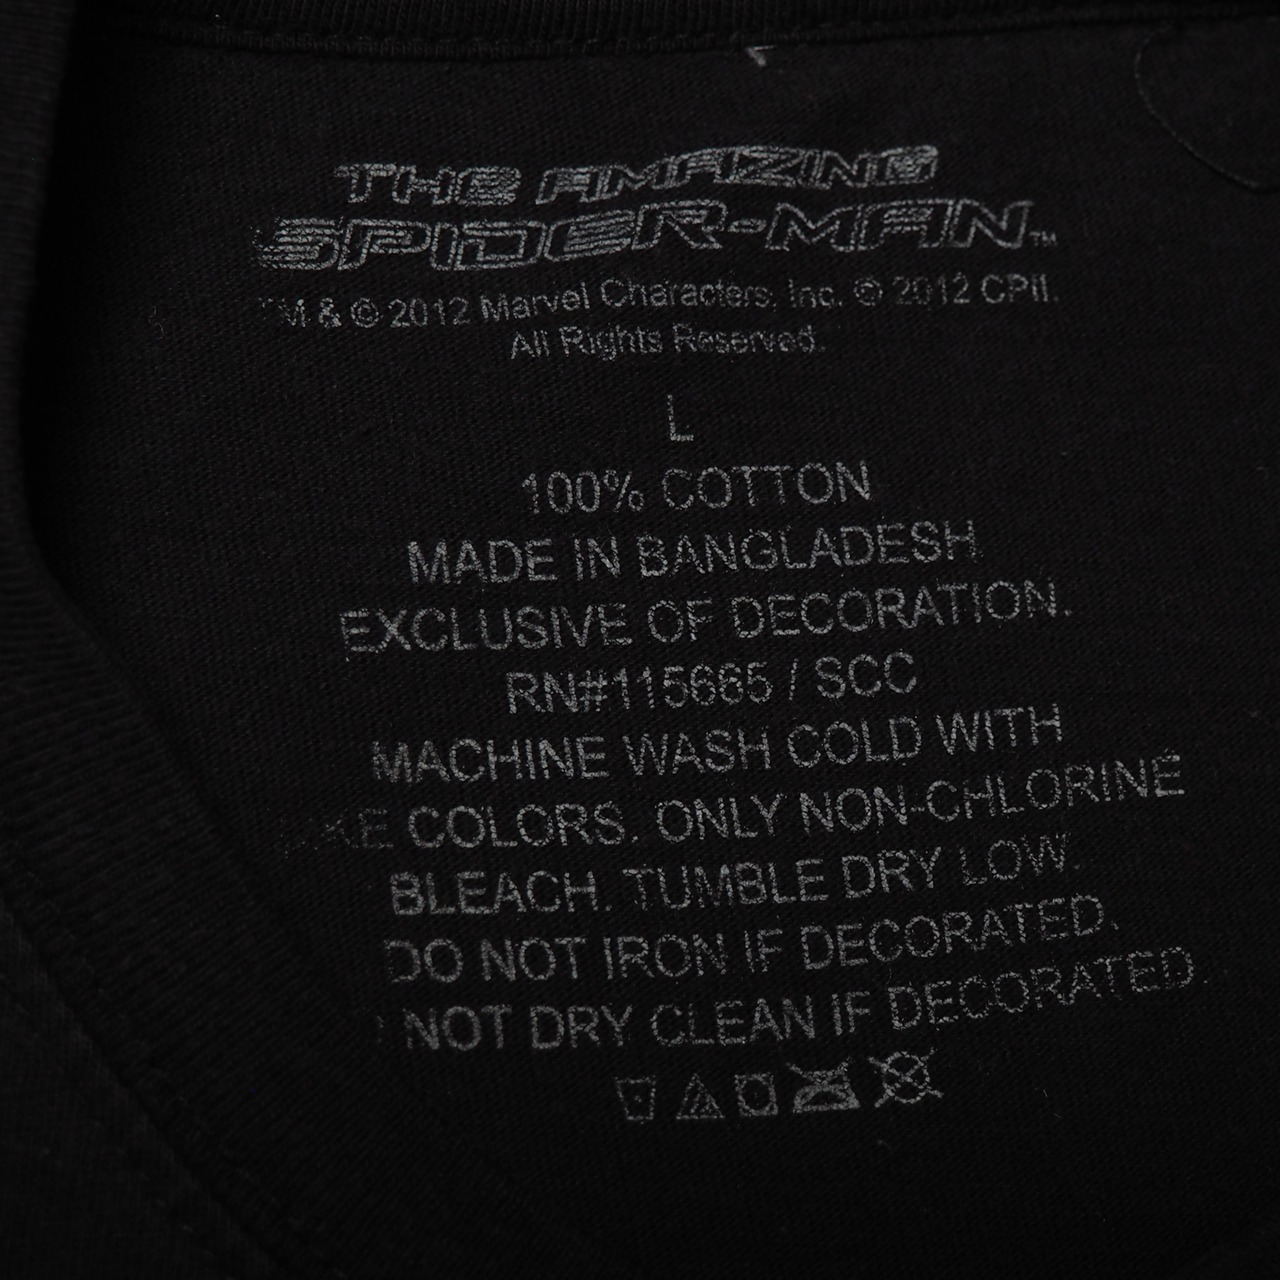 THE AMAZING
SPIDER-MAN™
™ & © 2012 Marvel Characters, Inc. © 2012 CPII.
All Rights Reserved.
L
100% COTTON
MADE IN BANGLADESH
EXCLUSIVE OF DECORATION.
RN#115665 / SCC
MACHINE WASH COLD WITH
LIKE COLORS. ONLY NON-CHLORINE
BLEACH. TUMBLE DRY LOW.
DO NOT IRON IF DECORATED.
NOT DRY CLEAN IF DECORATED.